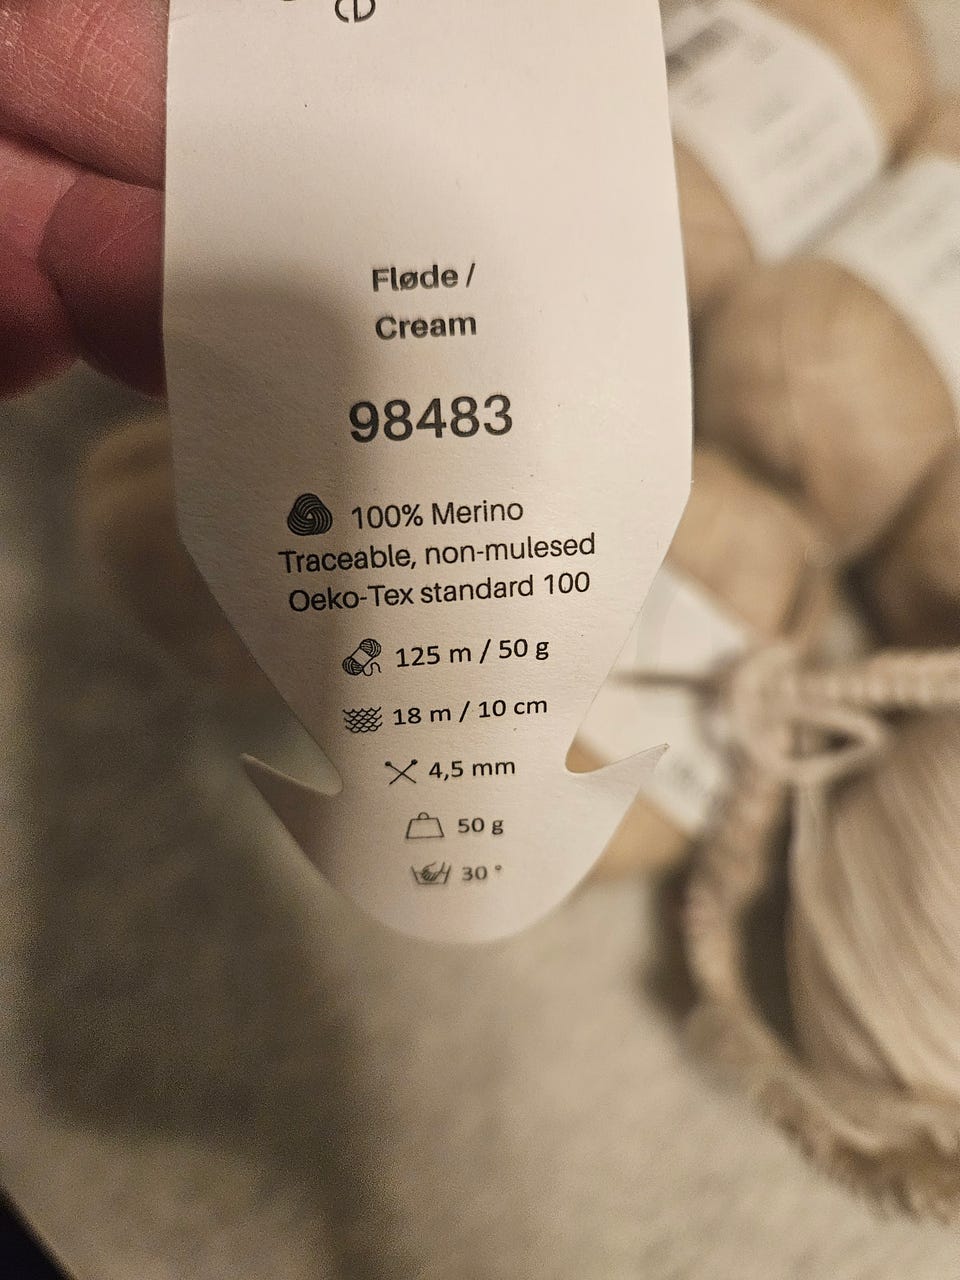 Fløde /
Cream
98483
100% Merino
Traceable, non-mulesed
Oeko-Tex standard 100
125 m / 50 g
18 m / 10 cm
4,5 mm
50 g
30 °